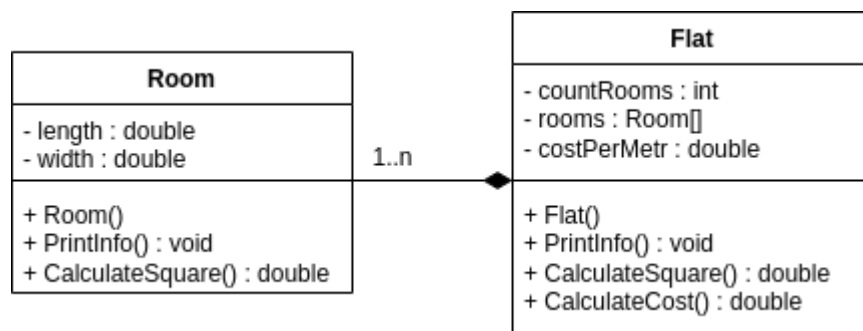 Room
- length : double
- width : double
+ Room()
+ PrintInfo() : void
+ CalculateSquare() : double
1..n
Flat
- countRooms : int
- rooms : Room[]
- costPerMetr : double
+ Flat()
+ PrintInfo() : void
+ CalculateSquare() : double
+ CalculateCost() : double